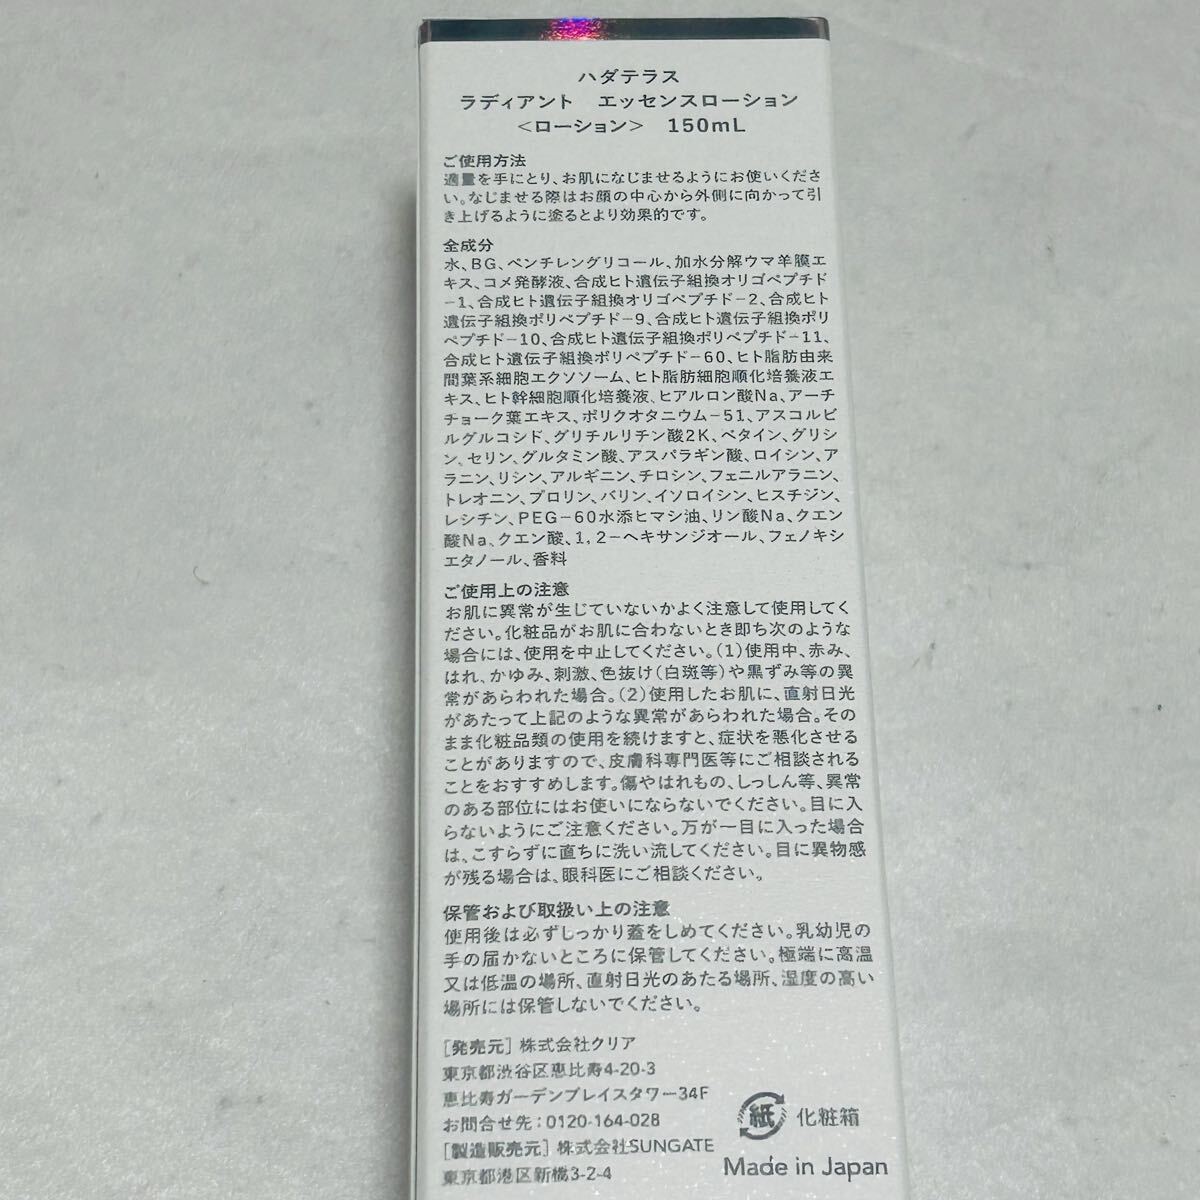 ハダテラス
ラディアント エッセンスローション
<ローション> 150mL
ご使用方法
適量を手にとり、お肌になじませるようにお使いくださ
い。なじませる際はお顔の中心から外側に向かって引
き上げるように塗るとより効果的です。
全成分
水、BG、ペンチレングリコール、加水分解ウマ羊膜エ
キス、コメ発酵液、合成ヒト遺伝子組換オリゴペプチド
-1、合成ヒト遺伝子組換オリゴペプチド-2、合成ヒト
遺伝子組換ポリペプチド-9、合成ヒト遺伝子組換ポリ
ペプチド-10、合成ヒト遺伝子組換ポリペプチド-11、
合成ヒト遺伝子組換ポリペプチド-60、ヒト脂肪由来
間葉系細胞エクソソーム、ヒト脂肪細胞順化培養液エ
キス、ヒト幹細胞順化培養液、ヒアルロン酸Na、アーチ
チョーク葉エキス、ポリクオタニウム-51、アスコルビ
ルグルコシド、グリチルリチン酸2K、ベタイン、グリシ
ン、セリン、グルタミン酸、アスパラギン酸、ロイシン、ア
ラニン、リシン、アルギニン、チロシン、フェニルアラニン、
トレオニン、プロリン、バリン、イソロイシン、ヒスチジン、
レシチン、PEG-60水添ヒマシ油、リン酸Na、クエン
酸Na、クエン酸、1,2-ヘキサンジオール、フェノキシ
エタノール、香料
ご使用上の注意
お肌に異常が生じていないかよく注意して使用してく
ださい。化粧品がお肌に合わないとき即ち次のような
場合には、使用を中止してください。(1)使用中、赤み、
はれ、かゆみ、刺激、色抜け(白斑等)や黒ずみ等の異
常があらわれた場合。(2)使用したお肌に、直射日光
があたって上記のような異常があらわれた場合。その
まま化粧品類の使用を続けますと、症状を悪化させる
ことがありますので、皮膚科専門医等にご相談される
ことをおすすめします。傷やはれもの、しっしん等、異常
のある部位にはお使いにならないでください。目に入
らないようにご注意ください。万が一目に入った場合
は、こすらずに直ちに洗い流してください。目に異物感
が残る場合は、眼科医にご相談ください。
保管および取扱い上の注意
使用後は必ずしっかり蓋をしめてください。乳幼児の
手の届かないところに保管してください。極端に高温
又は低温の場所、直射日光のあたる場所、湿度の高い
場所には保管しないでください。
[発売元] 株式会社クリア
東京都渋谷区恵比寿4-20-3
恵比寿ガーデンプレイスタワー34F
お問合せ先:0120-164-028
[製造販売元] 株式会社SUNGATE
東京都港区新橋3-2-4
紙 化粧箱
Made in Japan